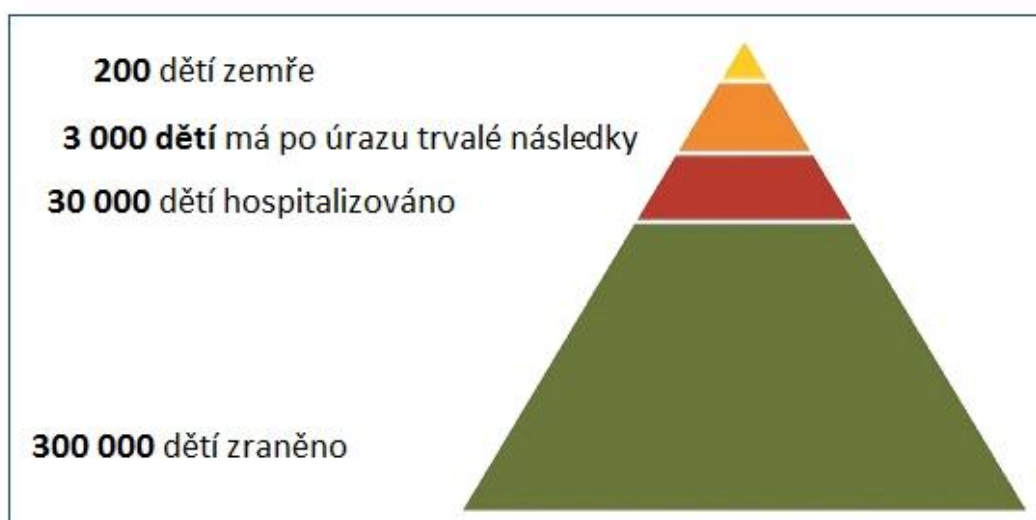 200 dětí zemře
3 000 dětí má po úrazu trvalé následky
30 000 dětí hospitalizováno
300 000 dětí zraněno